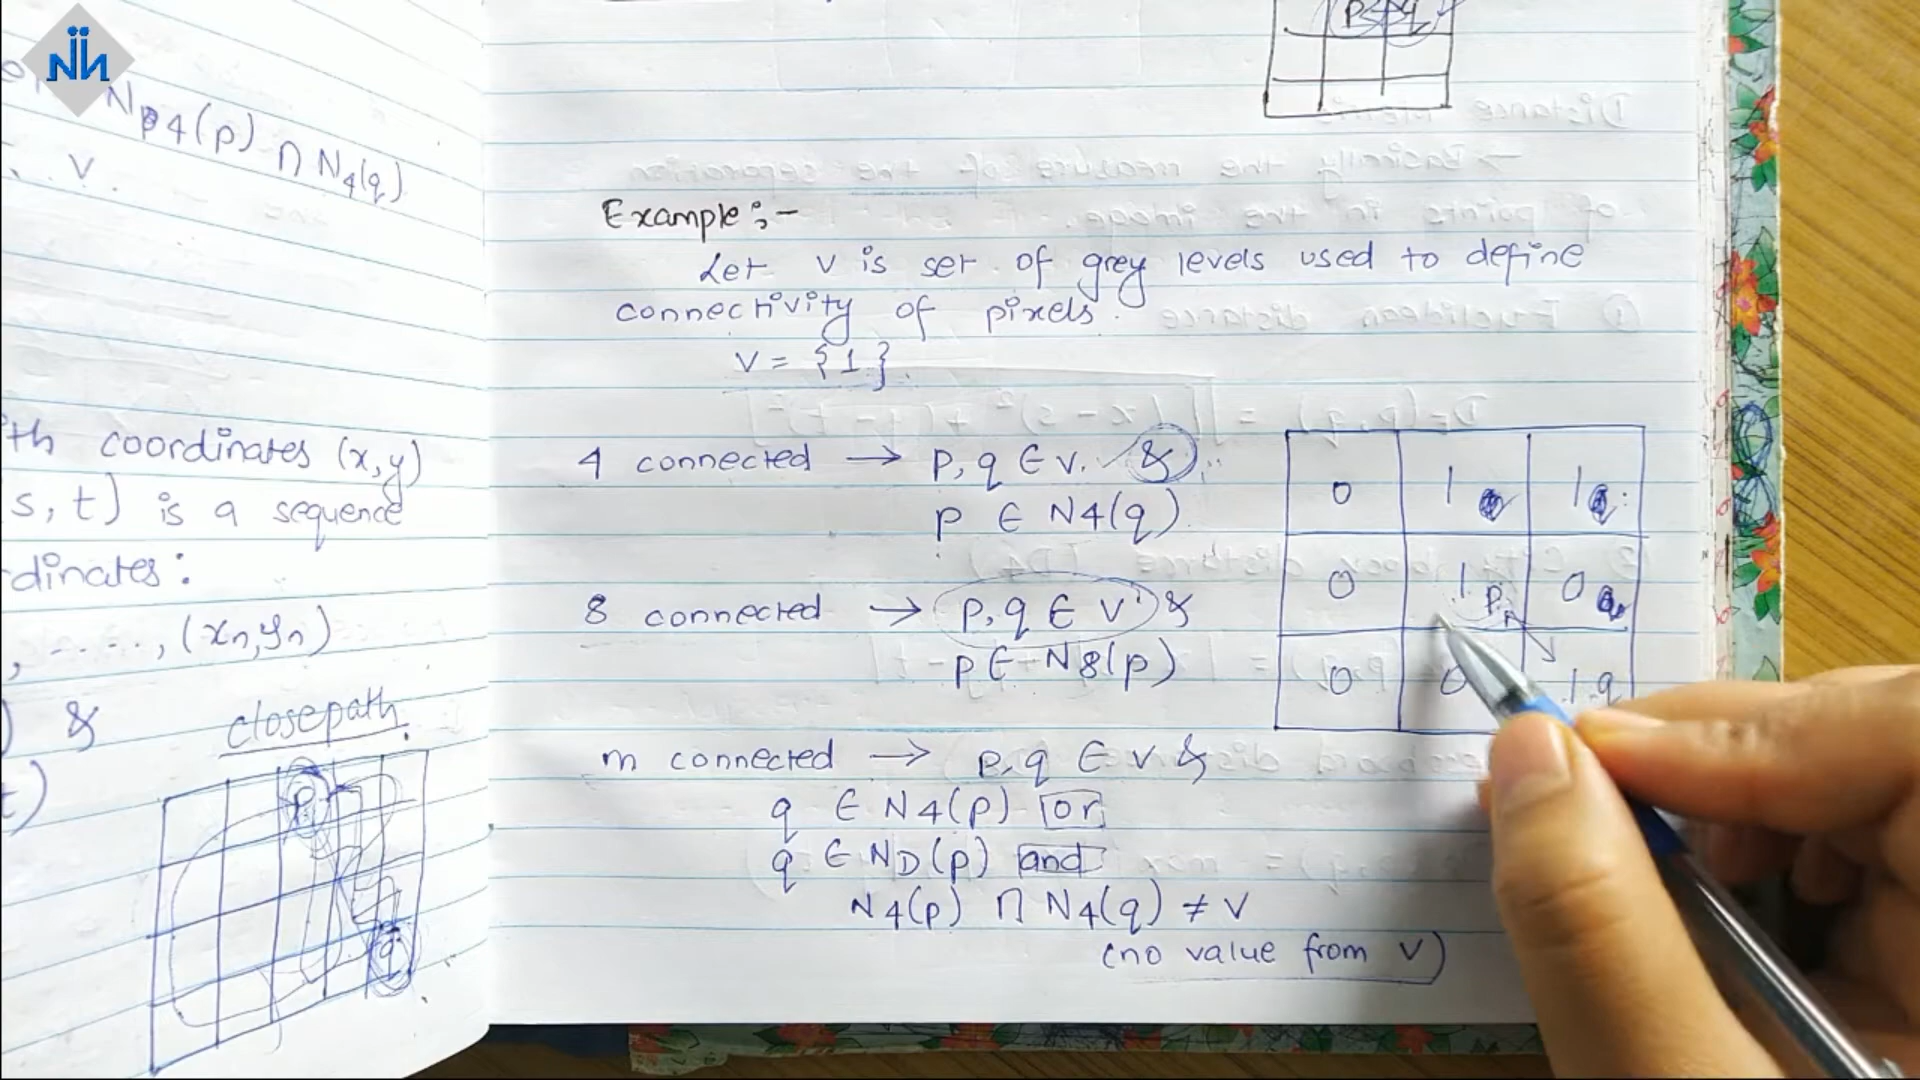 NIN
N4(p) ∩ N4(q)
V.
th coordinates (x,y)
s, t) is a sequence
dinates:
, - - - - , (xn,yn)
) &
closepath.
p
q
p q
Example:-
Let V is set of grey levels used to define
connectivity of pixels.
V = {1}
4 connected → p, q ∈ V. &
p ∈ N4(q)
8 connected → p, q ∈ V &
p ∈ N8(p)
m connected → p, q ∈ V &
q ∈ N4(p) or
q ∈ ND(p) and
N4(p) ∩ N4(q) ≠ V
(no value from V)
0 1 1
0 1 p 0
0 0 1 q